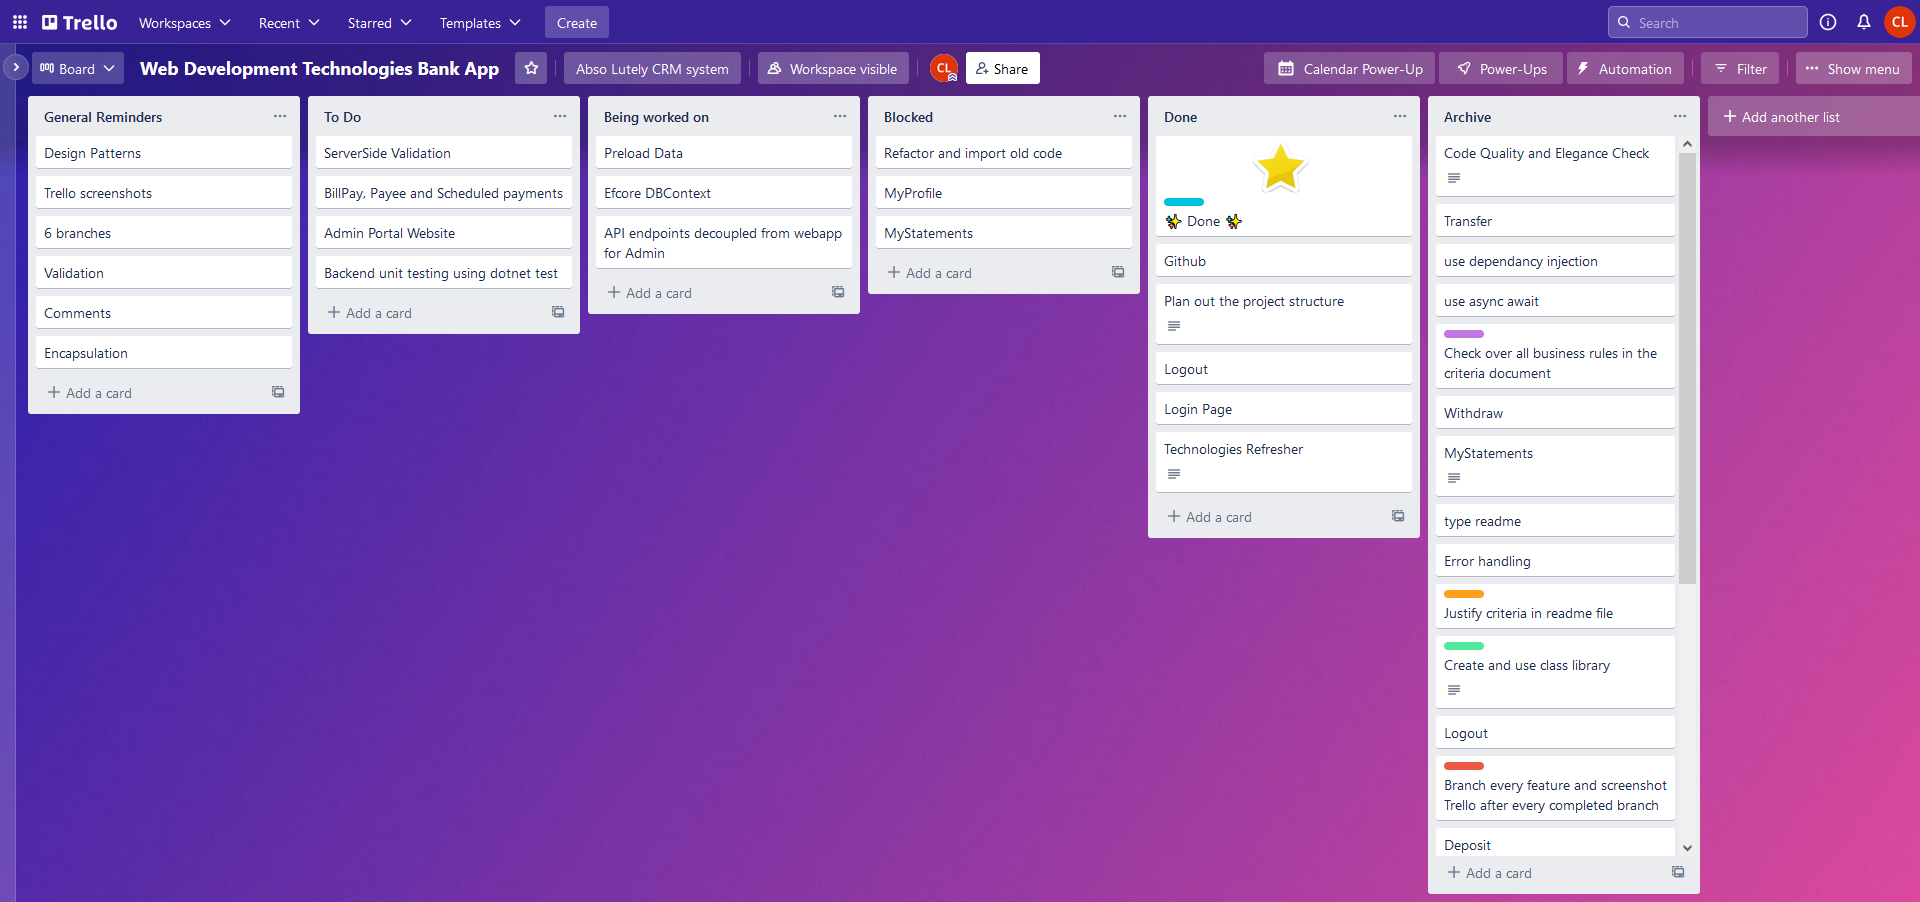 Trello
Workspaces
Recent
Starred
Templates
Create
Search
CL
Board
Web Development Technologies Bank App
Abso Lutely CRM system
Workspace visible
CL
Share
Calendar Power-Up
Power-Ups
Automation
Filter
Show menu
General Reminders
Design Patterns
Trello screenshots
6 branches
Validation
Comments
Encapsulation
Add a card
To Do
ServerSide Validation
BillPay, Payee and Scheduled payments
Admin Portal Website
Backend unit testing using dotnet test
Add a card
Being worked on
Preload Data
Efcore DBContext
API endpoints decoupled from webapp
for Admin
Add a card
Blocked
Refactor and import old code
MyProfile
MyStatements
Add a card
Done
✨ Done ✨
Github
Plan out the project structure
Logout
Login Page
Technologies Refresher
Add a card
Archive
Code Quality and Elegance Check
Transfer
use dependancy injection
use async await
Check over all business rules in the
criteria document
Withdraw
MyStatements
type readme
Error handling
Justify criteria in readme file
Create and use class library
Logout
Branch every feature and screenshot
Trello after every completed branch
Deposit
Add a card
Add another list